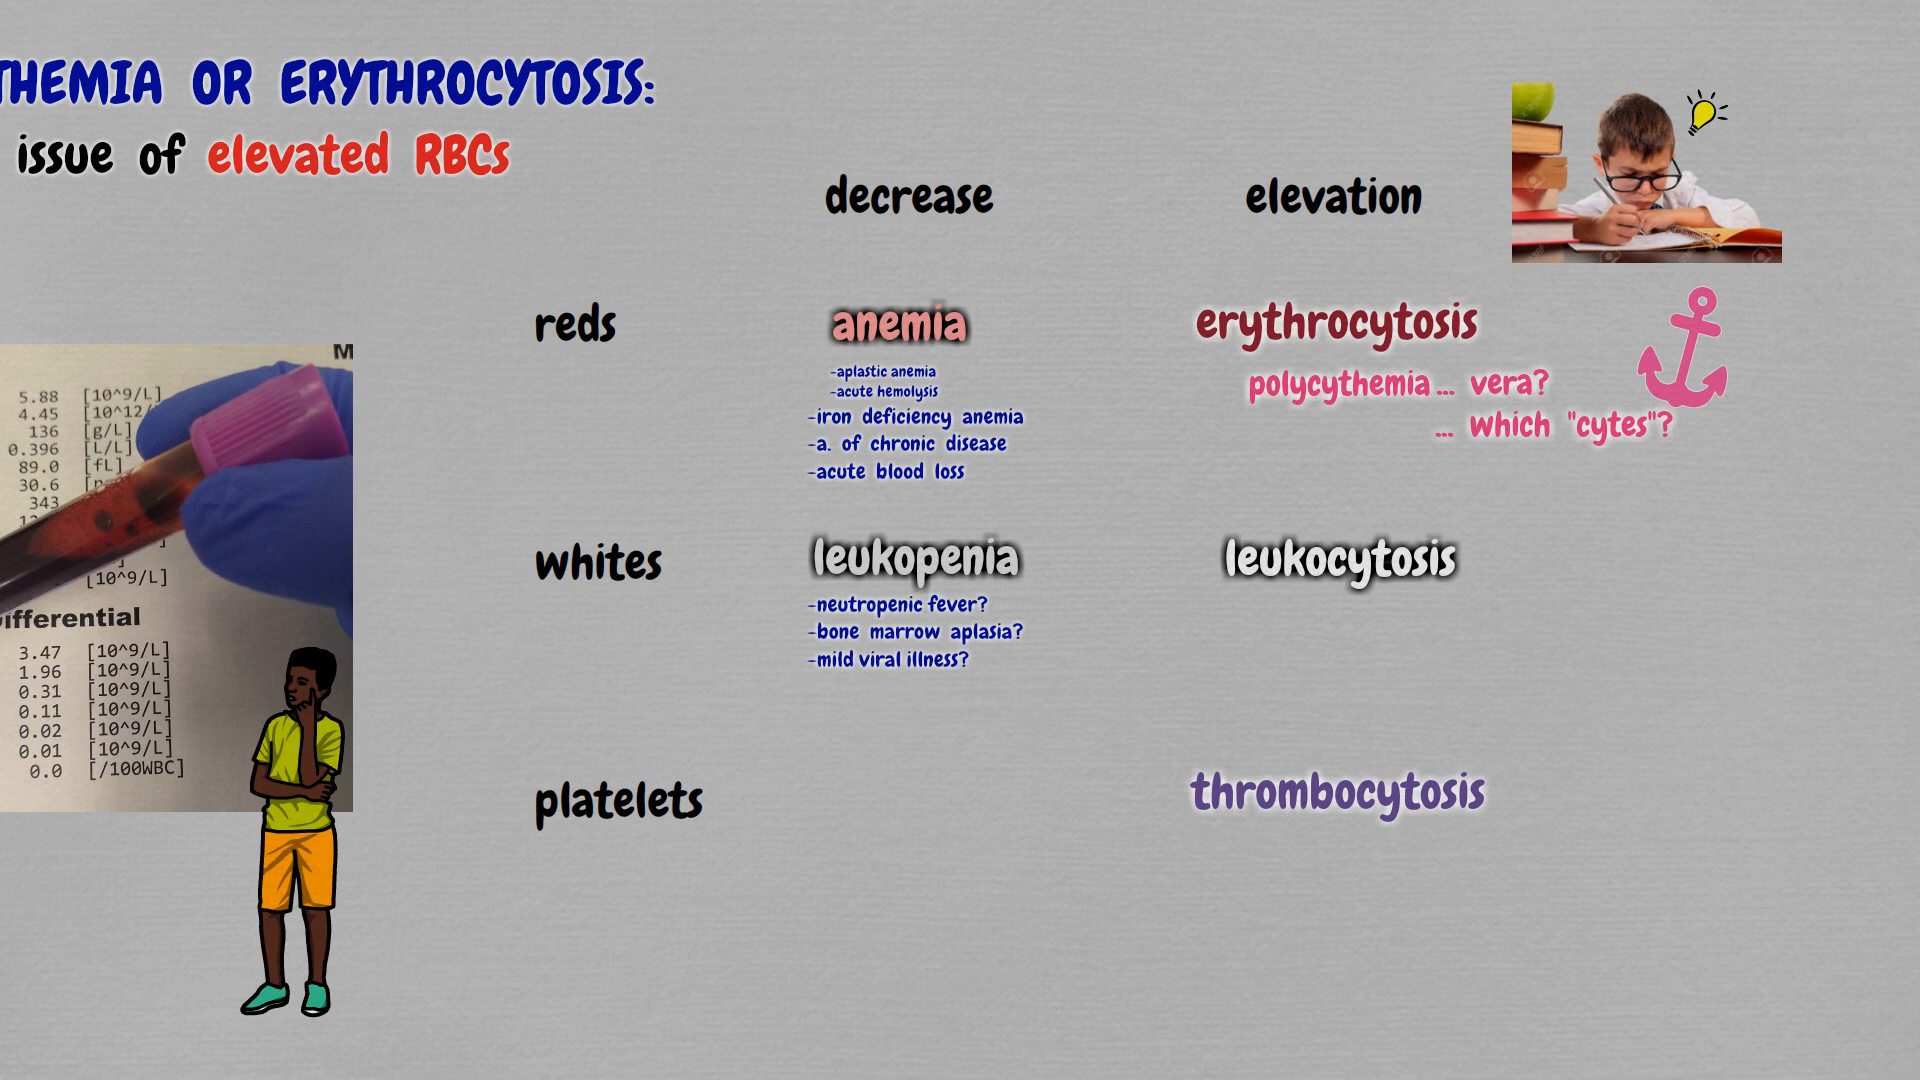 THEMIA OR ERYTHROCYTOSIS:
issue of elevated RBCs
decrease elevation
reds anemia erythrocytosis
-aplastic anemia
-acute hemolysis
-iron deficiency anemia
-a. of chronic disease
-acute blood loss
polycythemia ... vera?
... which "cytes"?
whites leukopenia leukocytosis
-neutropenic fever?
-bone marrow aplasia?
-mild viral illness?
platelets thrombocytosis
M
5.88 [10^9/L]
4.45 [10^12/
136 [g/L]
0.396 [L/L]
89.0 [fL]
30.6
343
[10^9/L]
ifferential
3.47 [10^9/L]
1.96 [10^9/L]
0.31 [10^9/L]
0.11 [10^9/L]
0.02 [10^9/L]
0.01 [10^9/L]
0.0 [/100WBC]